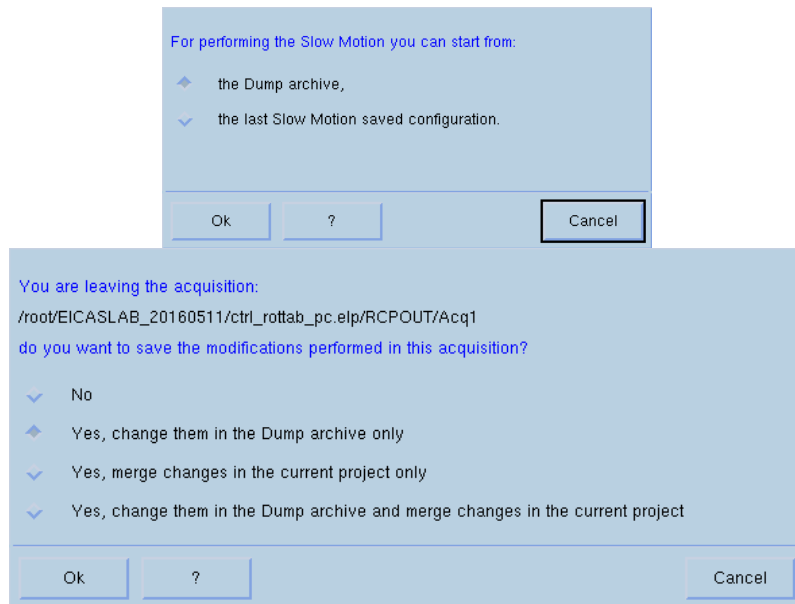 For performing the Slow Motion you can start from:
the Dump archive,
the last Slow Motion saved configuration.
Ok ? Cancel
You are leaving the acquisition:
/root/EICASLAB_20160511/ctrl_rottab_pc.elp/RCPOUT/Acq1
do you want to save the modifications performed in this acquisition?
No
Yes, change them in the Dump archive only
Yes, merge changes in the current project only
Yes, change them in the Dump archive and merge changes in the current project
Ok ? Cancel